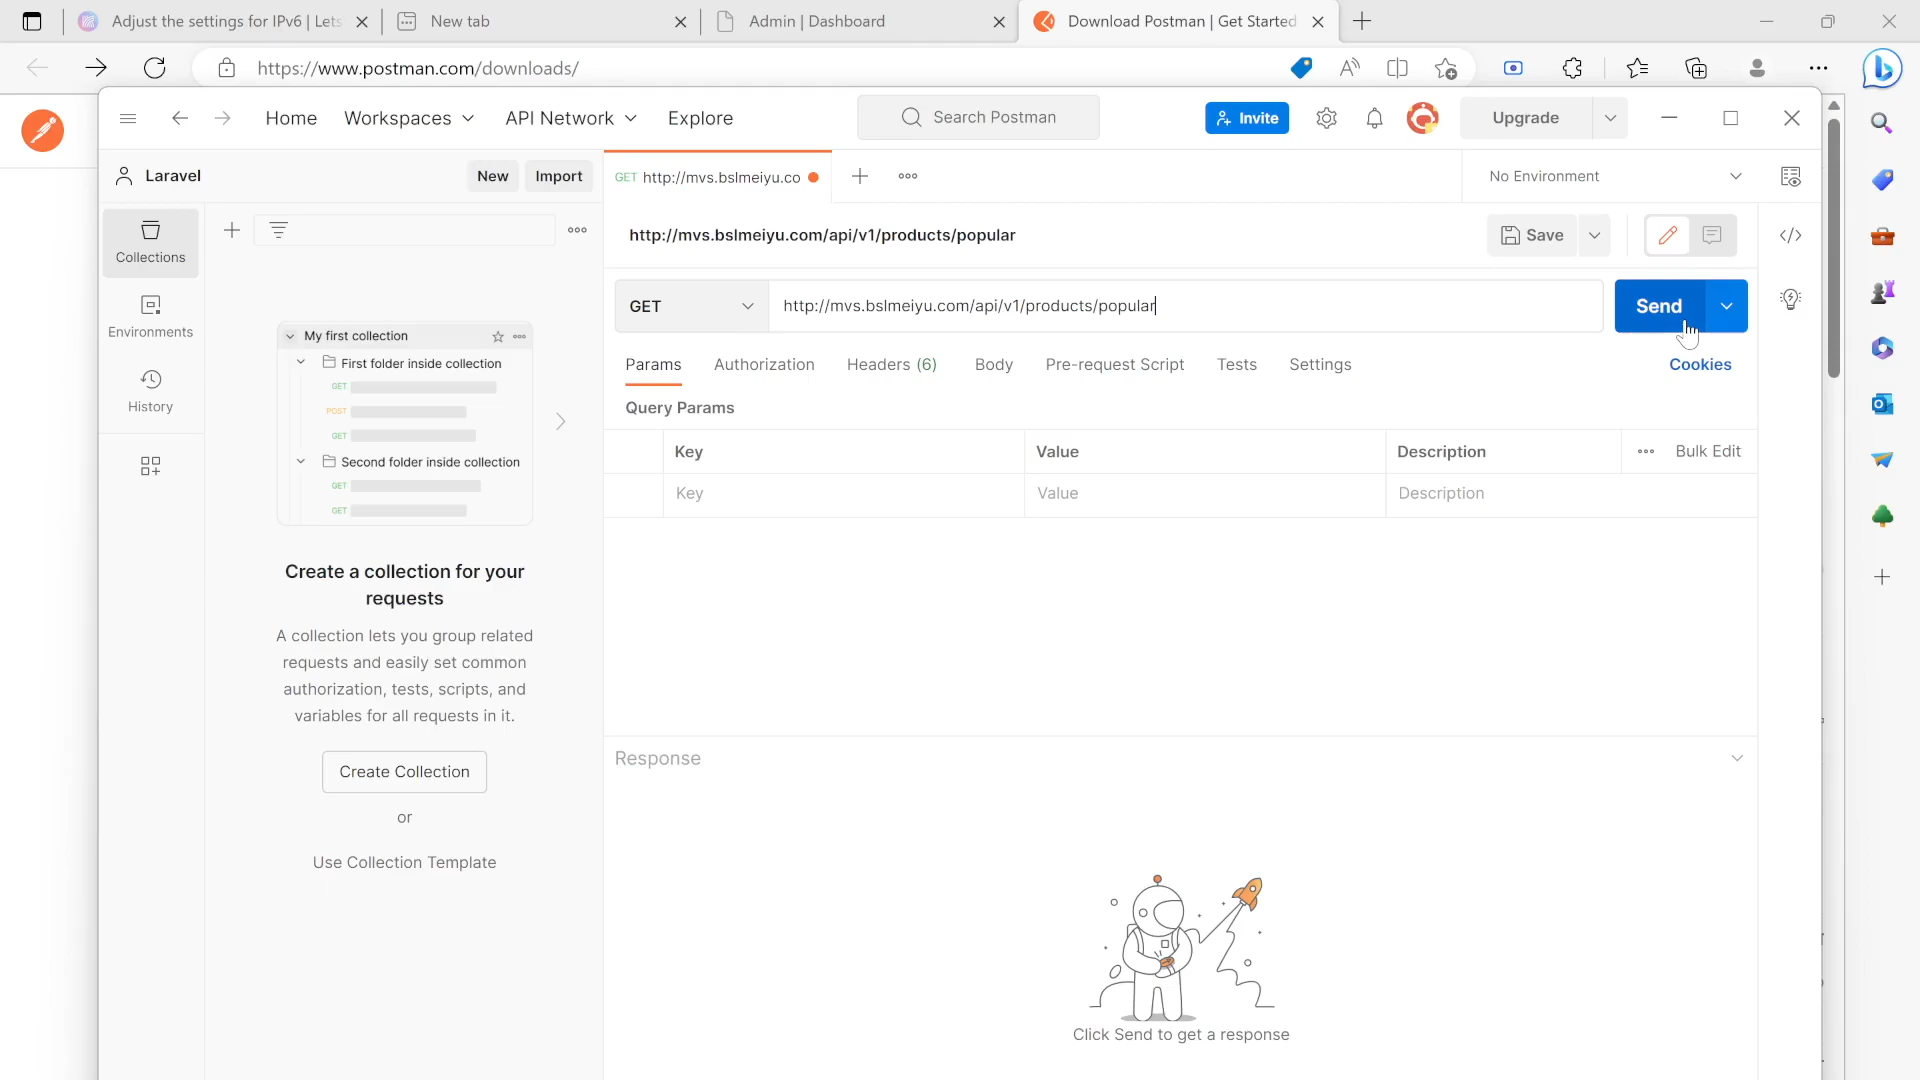 Adjust the settings for IPv6 | Lets
New tab
Admin | Dashboard
Download Postman | Get Started
https://www.postman.com/downloads/
Home
Workspaces
API Network
Explore
Search Postman
Invite
Upgrade
Laravel
New
Import
GET http://mvs.bslmeiyu.co
No Environment
Collections
Environments
History
http://mvs.bslmeiyu.com/api/v1/products/popular
Save
GET
http://mvs.bslmeiyu.com/api/v1/products/popular
Send
Params
Authorization
Headers (6)
Body
Pre-request Script
Tests
Settings
Cookies
Query Params
Key
Value
Description
Bulk Edit
Key
Value
Description
My first collection
First folder inside collection
GET
POST
GET
Second folder inside collection
GET
GET
Create a collection for your
requests
A collection lets you group related
requests and easily set common
authorization, tests, scripts, and
variables for all requests in it.
Create Collection
or
Use Collection Template
Response
Click Send to get a response